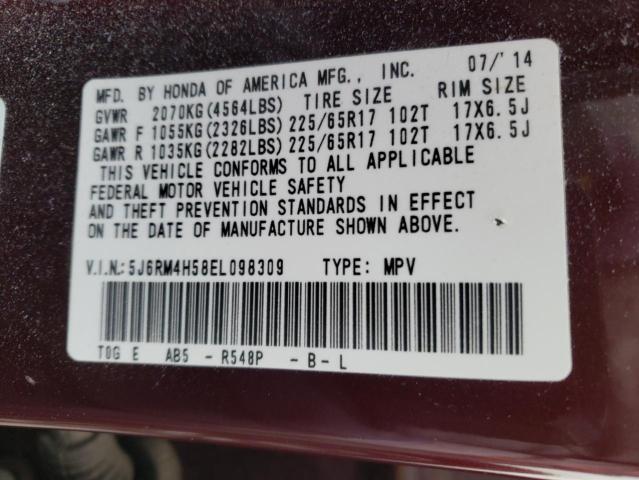 MFD. BY HONDA OF AMERICA MFG., INC. 07/'14
GVWR 2070KG(4564LBS) TIRE SIZE RIM SIZE
GAWR F 1055KG(2326LBS) 225/65R17 102T 17X6.5J
GAWR R 1035KG(2282LBS) 225/65R17 102T 17X6.5J
THIS VEHICLE CONFORMS TO ALL APPLICABLE
FEDERAL MOTOR VEHICLE SAFETY
AND THEFT PREVENTION STANDARDS IN EFFECT
ON THE DATE OF MANUFACTURE SHOWN ABOVE.
V.I.N.: 5J6RM4H58EL098309 TYPE: MPV
T0G E AB5 - R548P - B - L